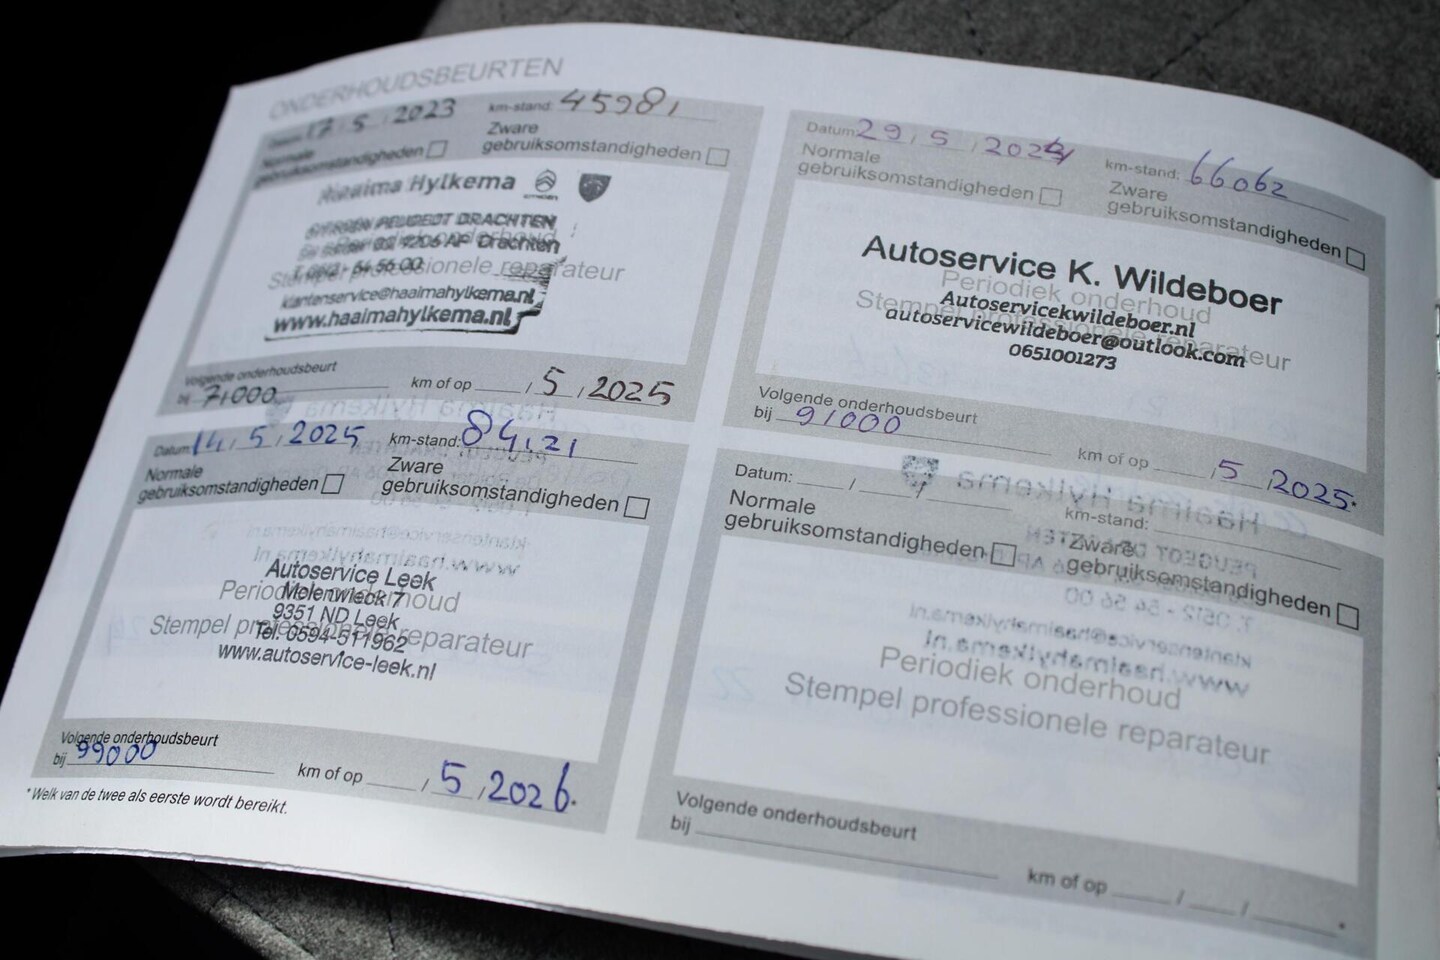 ONDERHOUDSBEURTEN
Datum: 17 / 5 / 2023 km-stand: 45981
Normale gebruiksomstandigheden
Zware gebruiksomstandigheden
Haaima Hylkema
CITROEN PEUGEOT DRACHTEN
9206 AP Drachten
T. 0512 - 54 56 00
klantenservice@haaimahylkema.nl
www.haaimahylkema.nl
Periodiek onderhoud
Stempel professionele reparateur
Volgende onderhoudsbeurt
bij 71000 km of op / 5 / 2025
Datum: 29 / 5 / 2024 km-stand: 66062
Normale gebruiksomstandigheden
Zware gebruiksomstandigheden
Autoservice K. Wildeboer
Autoservicekwildeboer.nl
autoservicewildeboer@outlook.com
0651001273
Periodiek onderhoud
Stempel professionele reparateur
Volgende onderhoudsbeurt
bij 91000 km of op / 5 / 2025.
Datum: 14 / 5 / 2025 km-stand: 84121
Normale gebruiksomstandigheden
Zware gebruiksomstandigheden
Autoservice Leek
Molenwieck 7
9351 ND Leek
Tel. 0594-511962
www.autoservice-leek.nl
Periodiek onderhoud
Stempel professionele reparateur
Volgende onderhoudsbeurt
bij 99000 km of op / 5 / 2026.
Datum: / / km-stand:
Normale gebruiksomstandigheden
Zware gebruiksomstandigheden
Periodiek onderhoud
Stempel professionele reparateur
Volgende onderhoudsbeurt
bij km of op / / .
*Welk van de twee als eerste wordt bereikt.